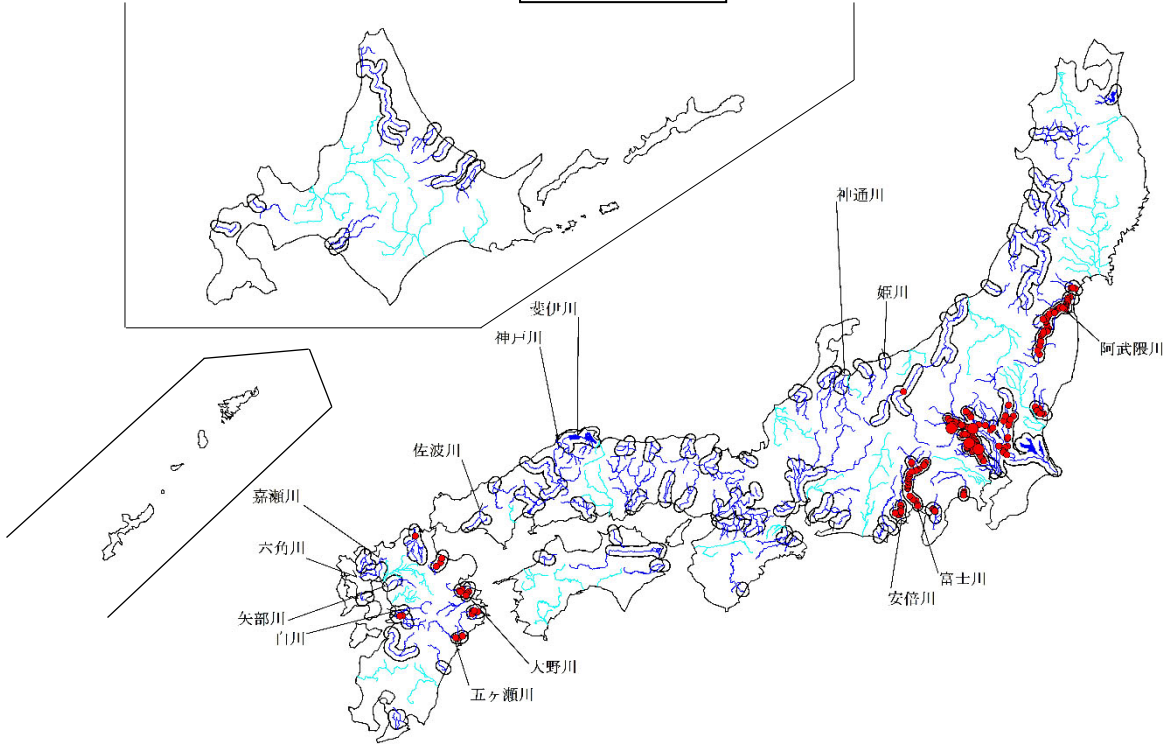 神通川
姫川
斐伊川
神戸川
阿武隈川
佐波川
嘉瀬川
六角川
富士川
安倍川
矢部川
白川
大野川
五ヶ瀬川